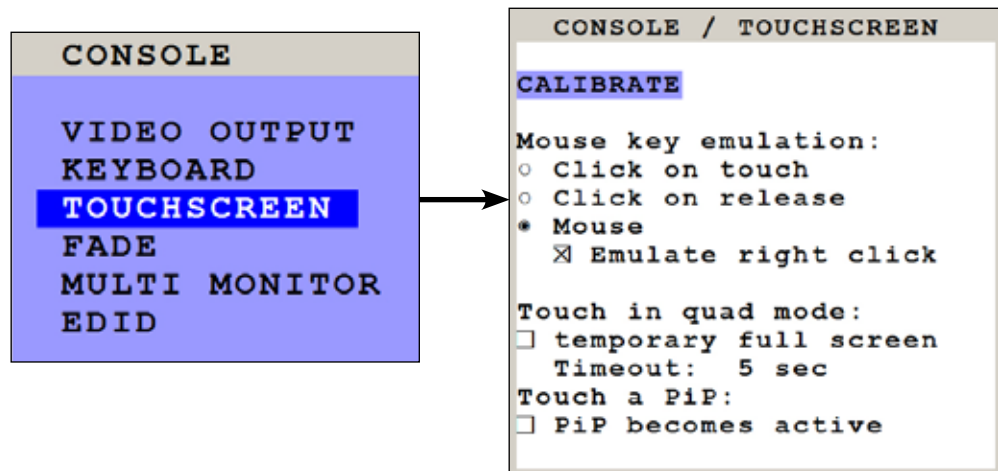 CONSOLE
VIDEO OUTPUT
KEYBOARD
TOUCHSCREEN
FADE
MULTI MONITOR
EDID
CONSOLE / TOUCHSCREEN
CALIBRATE
Mouse key emulation:
Click on touch
Click on release
Mouse
Emulate right click
Touch in quad mode:
temporary full screen
Timeout: 5 sec
Touch a PiP:
PiP becomes active